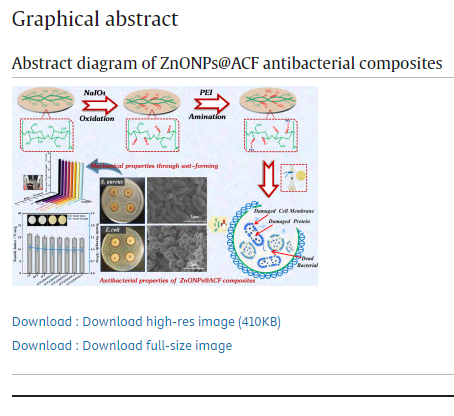 Graphical abstract
Abstract diagram of ZnONPs@ACF antibacterial composites
NaIO₄
Oxidation
PEI
Amination
Mechanical properties through wet-forming
S. aureus
E.coli
Damaged Cell Membrane
Damaged Protein
Dead
Bacterial
Antibacterial properties of ZnONPs@ACF composites
Download : Download high-res image (410KB)
Download : Download full-size image